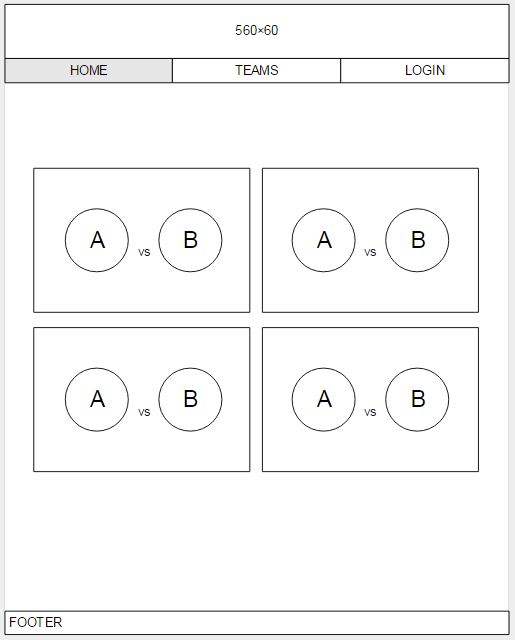 560×60
HOME TEAMS LOGIN
A vs B A vs B
A vs B A vs B
FOOTER